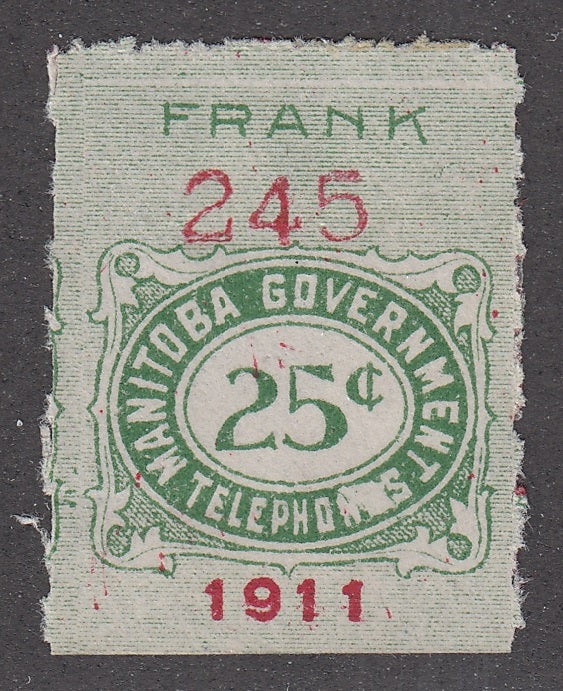 FRANK
245
MANITOBA GOVERNMENT
25¢
TELEPHONES
1911